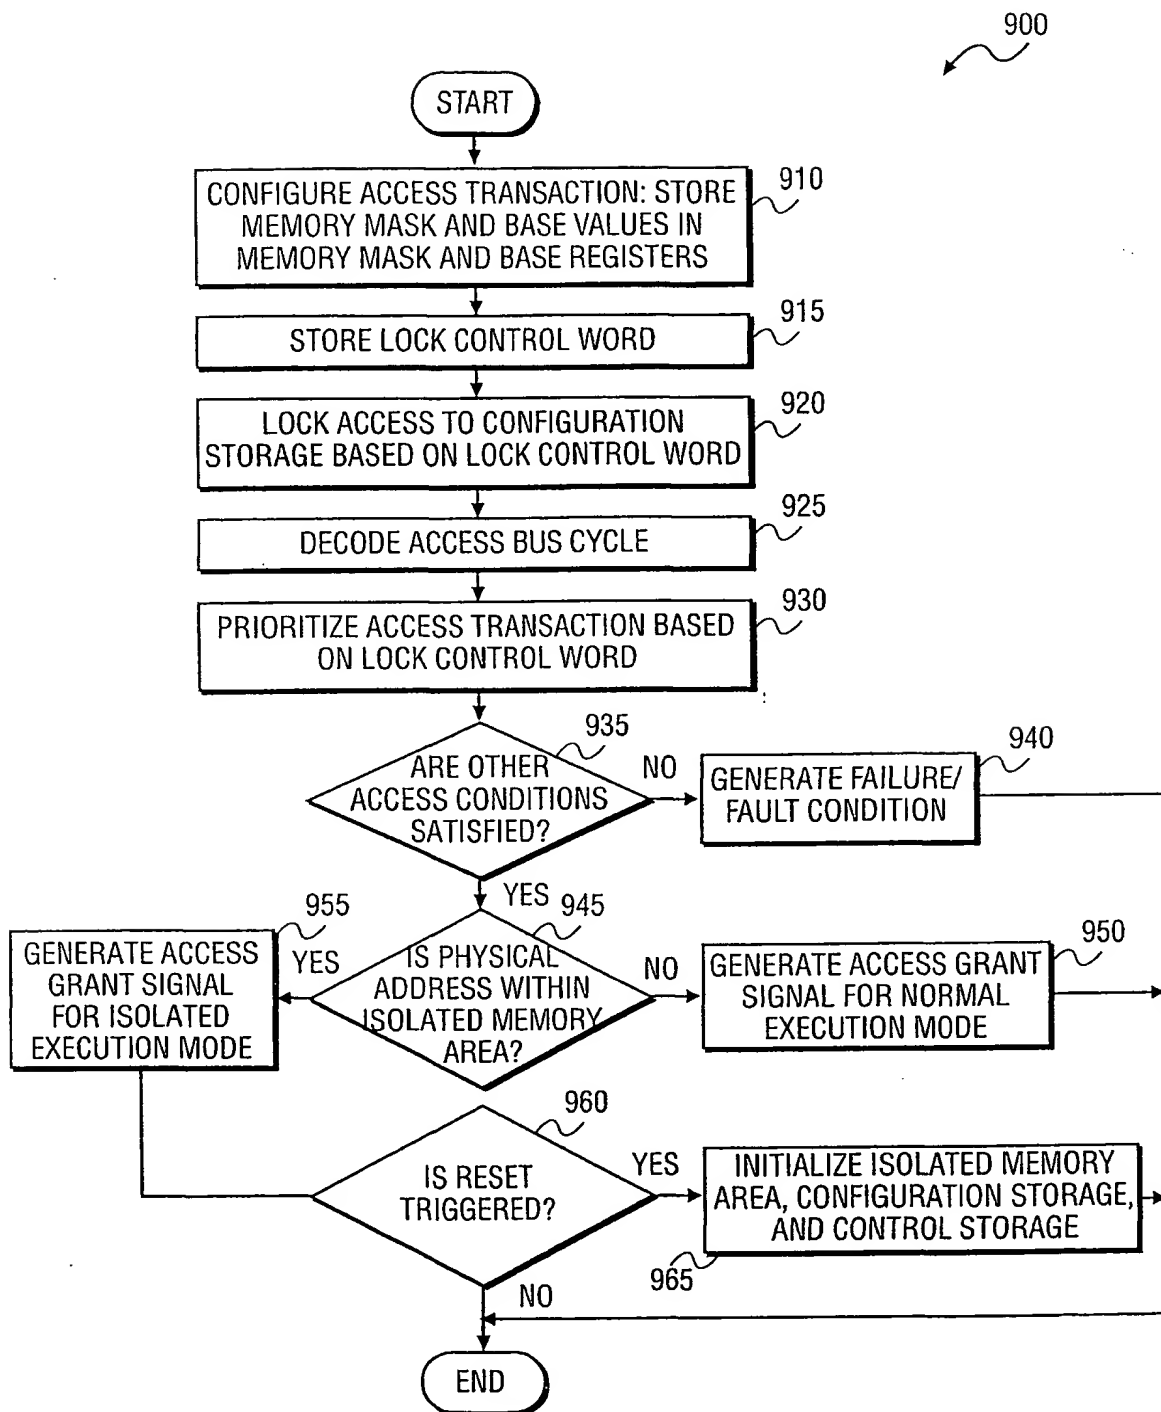 900
START
910
CONFIGURE ACCESS TRANSACTION: STORE
MEMORY MASK AND BASE VALUES IN
MEMORY MASK AND BASE REGISTERS
915
STORE LOCK CONTROL WORD
920
LOCK ACCESS TO CONFIGURATION
STORAGE BASED ON LOCK CONTROL WORD
925
DECODE ACCESS BUS CYCLE
930
PRIORITIZE ACCESS TRANSACTION BASED
ON LOCK CONTROL WORD
935
ARE OTHER
ACCESS CONDITIONS
SATISFIED?
NO
940
GENERATE FAILURE/
FAULT CONDITION
YES
945
IS PHYSICAL
ADDRESS WITHIN
ISOLATED MEMORY
AREA?
YES
955
GENERATE ACCESS
GRANT SIGNAL
FOR ISOLATED
EXECUTION MODE
NO
950
GENERATE ACCESS GRANT
SIGNAL FOR NORMAL
EXECUTION MODE
960
IS RESET
TRIGGERED?
YES
INITIALIZE ISOLATED MEMORY
AREA, CONFIGURATION STORAGE,
AND CONTROL STORAGE
965
NO
END